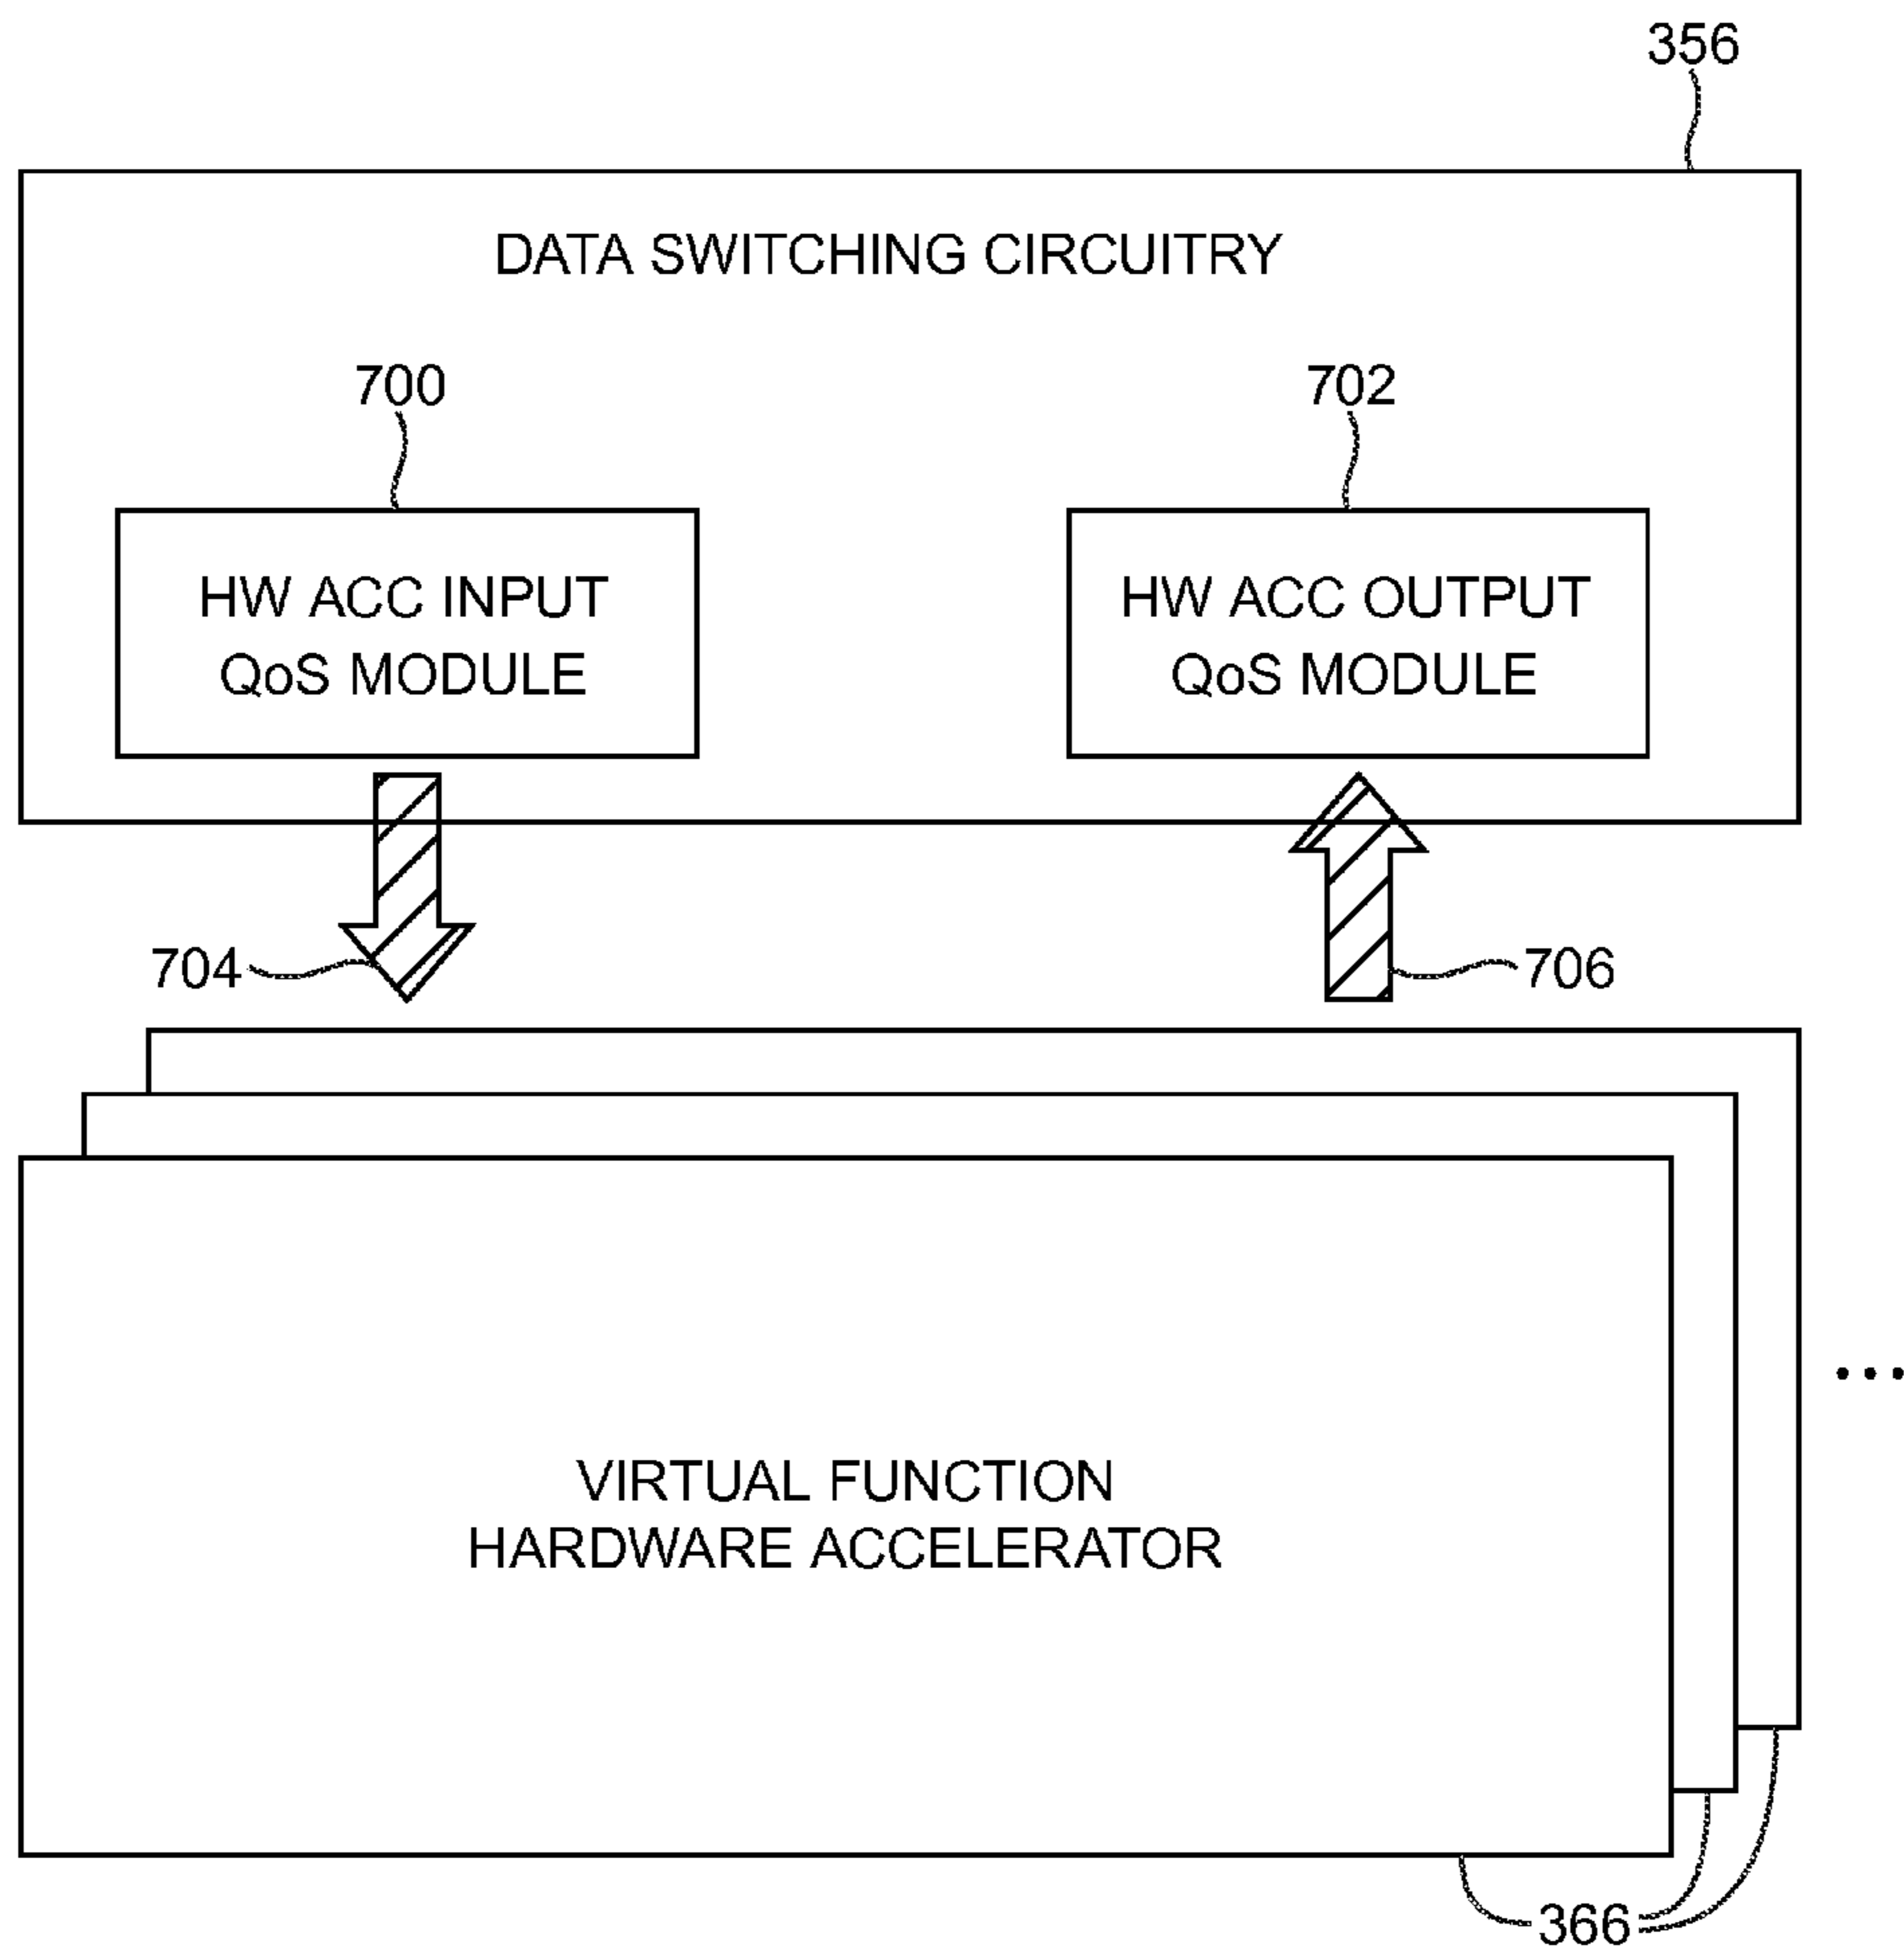 356
DATA SWITCHING CIRCUITRY
700
702
HW ACC INPUT
QoS MODULE
HW ACC OUTPUT
QoS MODULE
704
706
...
VIRTUAL FUNCTION
HARDWARE ACCELERATOR
366